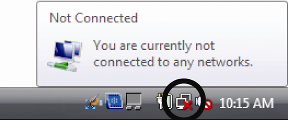 Not Connected
You are currently not
connected to any networks.
10:15 AM